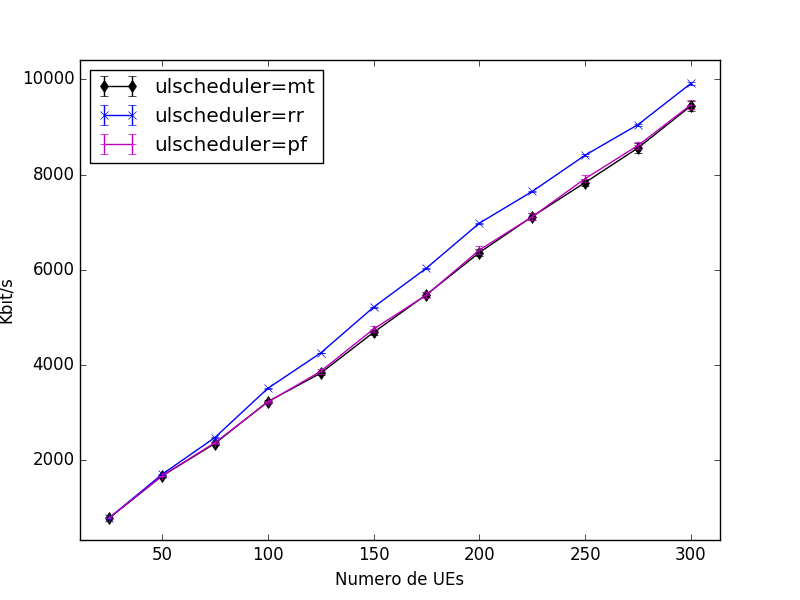 10000
8000
6000
4000
2000
Kbit/s
ulscheduler=mt
ulscheduler=rr
ulscheduler=pf
50 100 150 200 250 300
Numero de UEs